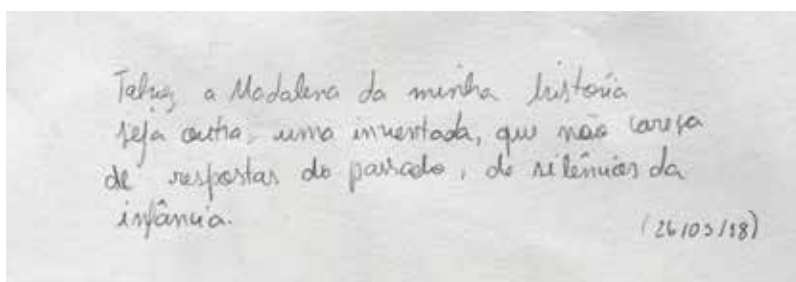 Talvez a Madalena da minha história
seja outra, uma inventada, que não careça
de respostas do passado, de silêncios da
infância.
(26/03/18)